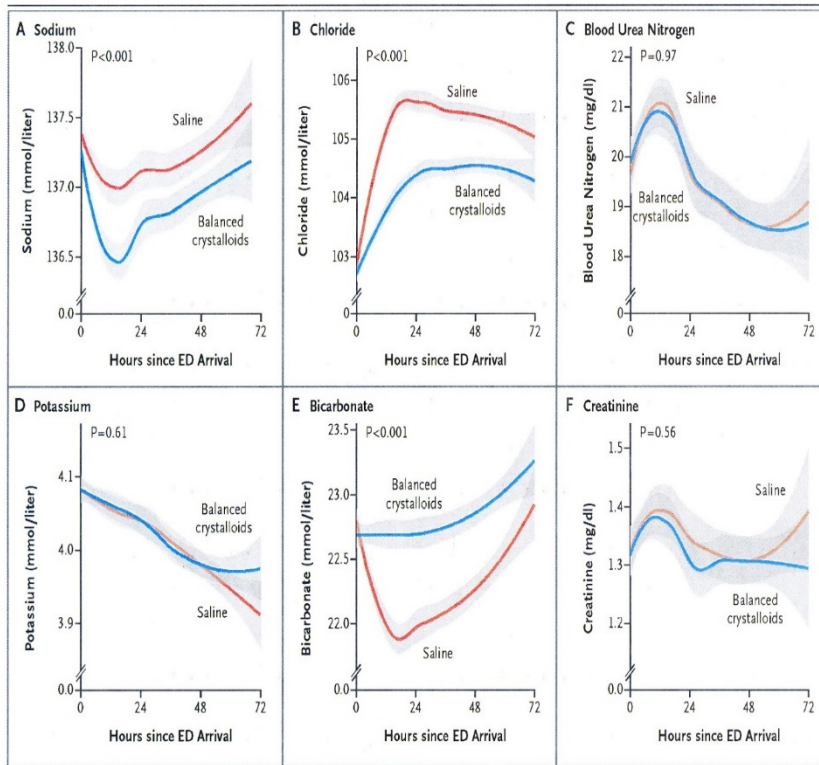 A Sodium
138.0
P<0.001
137.5
Saline
137.0
136.5
Balanced
crystalloids
0.0
0 24 48 72
Sodium (mmol/liter)
Hours since ED Arrival
B Chloride
P<0.001
106
Saline
105
104
Balanced
crystalloids
103
0
0 24 48 72
Chloride (mmol/liter)
Hours since ED Arrival
C Blood Urea Nitrogen
22
P=0.97
Saline
21
20
Balanced
crystalloids
19
18
0
0 24 48 72
Blood Urea Nitrogen (mg/dl)
Hours since ED Arrival
D Potassium
P=0.61
4.1
Balanced
crystalloids
4.0
Saline
3.9
0.0
0 24 48 72
Potassium (mmol/liter)
Hours since ED Arrival
E Bicarbonate
23.5
P<0.001
Balanced
crystalloids
23.0
22.5
22.0
Saline
0.0
0 24 48 72
Bicarbonate (mmol/liter)
Hours since ED Arrival
F Creatinine
P=0.56
1.5
Saline
1.4
1.3
Balanced
crystalloids
1.2
0.0
0 24 48 72
Creatinine (mg/dl)
Hours since ED Arrival